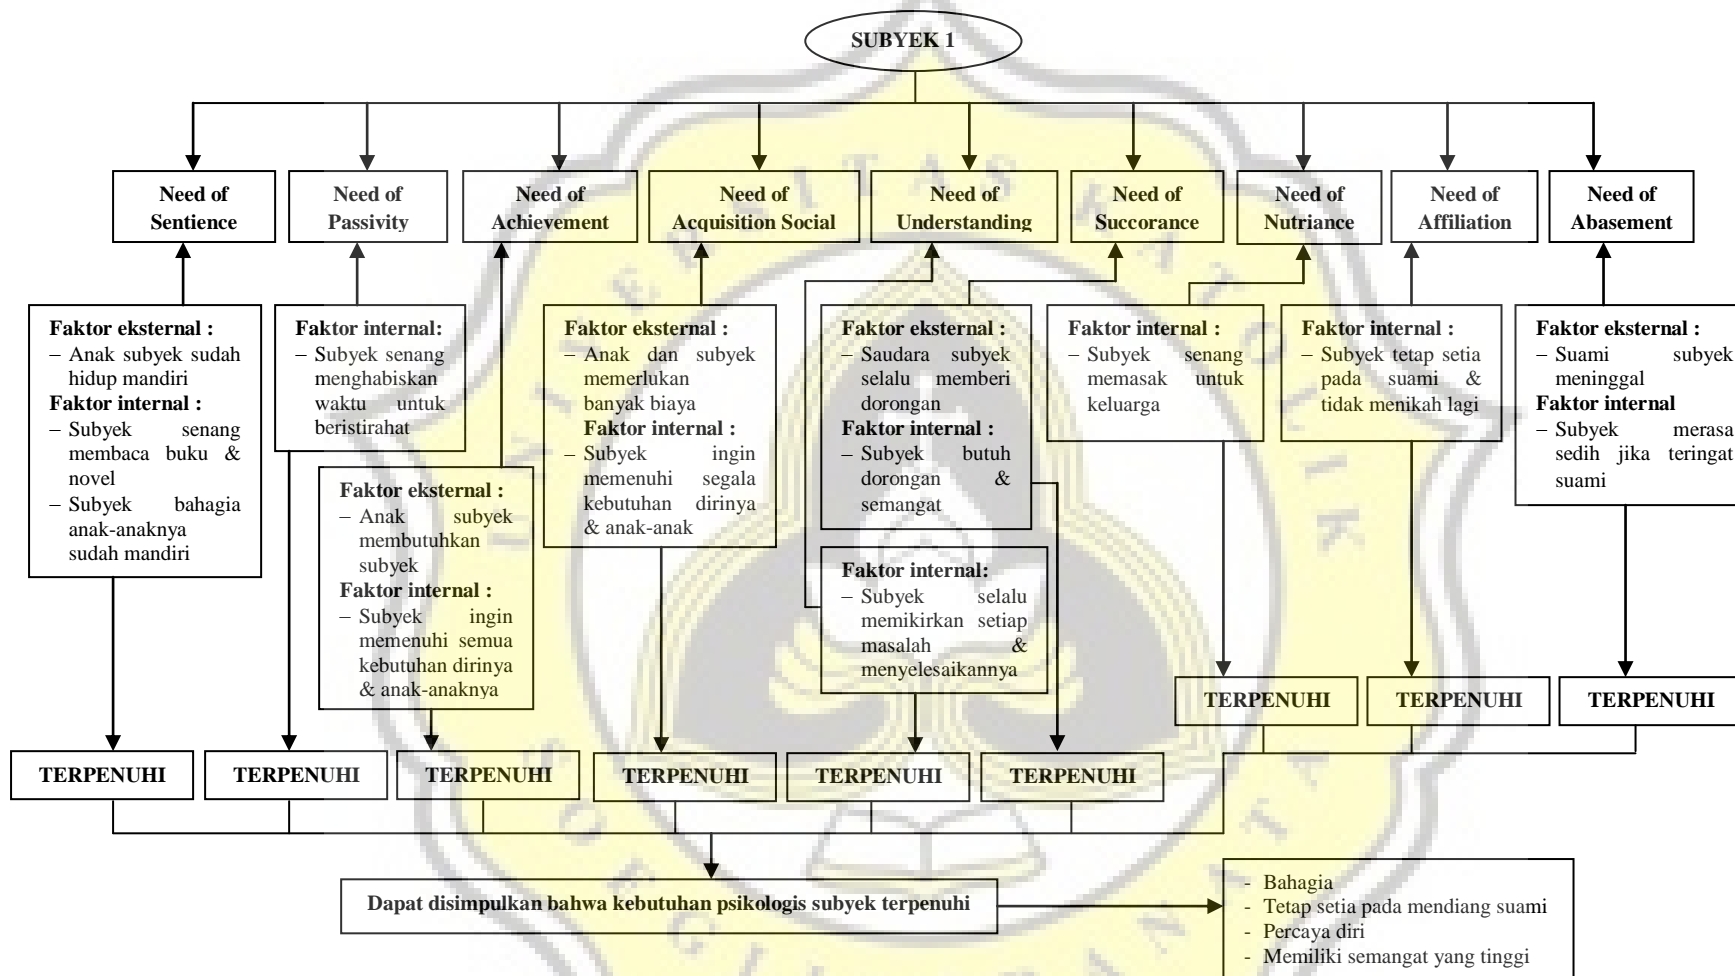 SUBYEK 1
Need of
Sentience
Need of
Passivity
Need of
Achievement
Need of
Acquisition Social
Need of
Understanding
Need of
Succorance
Need of
Nutriance
Need of
Affiliation
Need of
Abasement
Faktor eksternal :
– Anak subyek sudah
hidup mandiri
Faktor internal :
– Subyek senang
membaca buku &
novel
– Subyek bahagia
anak-anaknya
sudah mandiri
Faktor internal:
– Subyek senang
menghabiskan
waktu untuk
beristirahat
Faktor eksternal :
– Anak subyek
membutuhkan
subyek
Faktor internal :
– Subyek ingin
memenuhi semua
kebutuhan dirinya
& anak-anaknya
Faktor eksternal :
– Anak dan subyek
memerlukan
banyak biaya
Faktor internal :
– Subyek ingin
memenuhi segala
kebutuhan dirinya
& anak-anak
Faktor eksternal :
– Saudara subyek
selalu memberi
dorongan
Faktor internal :
– Subyek butuh
dorongan &
semangat
Faktor internal:
– Subyek selalu
memikirkan setiap
masalah &
menyelesaikannya
Faktor internal :
– Subyek senang
memasak untuk
keluarga
Faktor internal :
– Subyek tetap setia
pada suami &
tidak menikah lagi
Faktor eksternal :
– Suami subyek
meninggal
Faktor internal
– Subyek merasa
sedih jika teringat
suami
TERPENUHI
TERPENUHI
TERPENUHI
TERPENUHI
TERPENUHI
TERPENUHI
TERPENUHI
TERPENUHI
TERPENUHI
Dapat disimpulkan bahwa kebutuhan psikologis subyek terpenuhi
- Bahagia
- Tetap setia pada mendiang suami
- Percaya diri
- Memiliki semangat yang tinggi
UNIVERSITAS KATOLIK